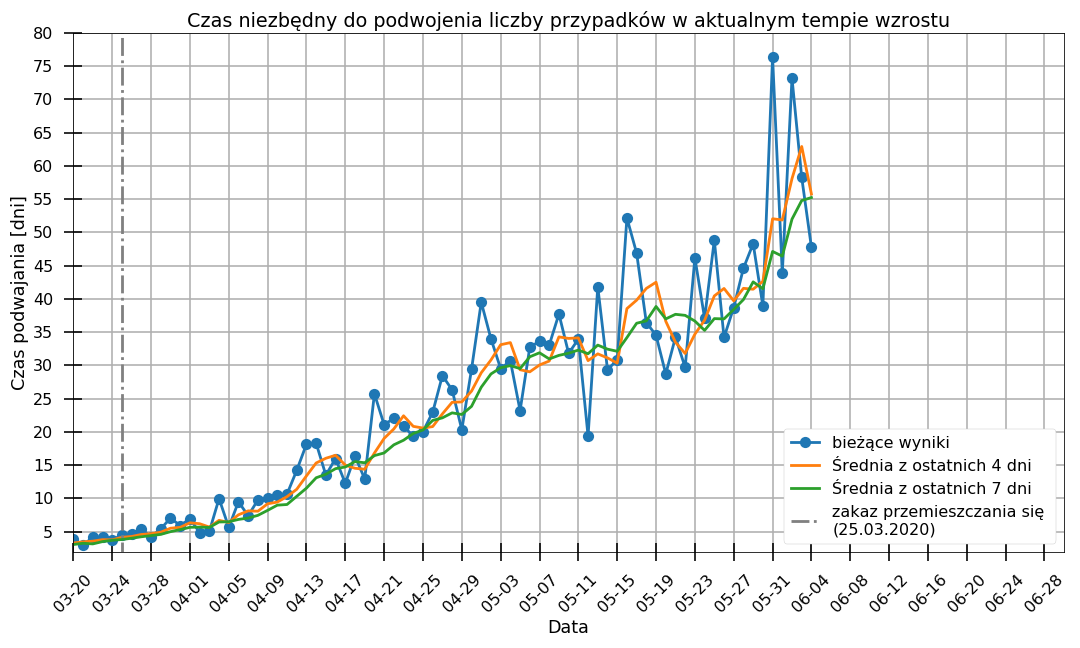 Czas niezbędny do podwojenia liczby przypadków w aktualnym tempie wzrostu
80
75
70
65
60
55
50
45
40
35
30
25
20
15
10
5
Czas podwajania [dni]
bieżące wyniki
Średnia z ostatnich 4 dni
Średnia z ostatnich 7 dni
zakaz przemieszczania się
(25.03.2020)
03-20 03-24 03-28 04-01 04-05 04-09 04-13 04-17 04-21 04-25 04-29 05-03 05-07 05-11 05-15 05-19 05-23 05-27 05-31 06-04 06-08 06-12 06-16 06-20 06-24 06-28
Data